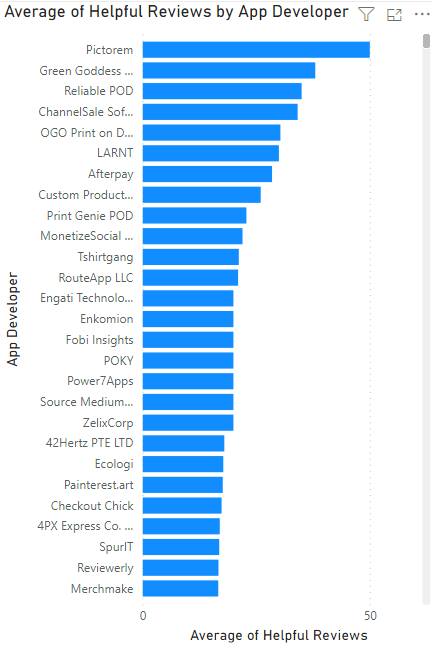 Average of Helpful Reviews by App Developer
Pictorem
Green Goddess ...
Reliable POD
ChannelSale Sof...
OGO Print on D...
LARNT
Afterpay
Custom Product...
Print Genie POD
MonetizeSocial ...
Tshirtgang
RouteApp LLC
Engati Technolo...
Enkomion
Fobi Insights
POKY
Power7Apps
Source Medium...
ZelixCorp
42Hertz PTE LTD
Ecologi
Painterest.art
Checkout Chick
4PX Express Co. ...
SpurIT
Reviewerly
Merchmake
App Developer
0 50
Average of Helpful Reviews